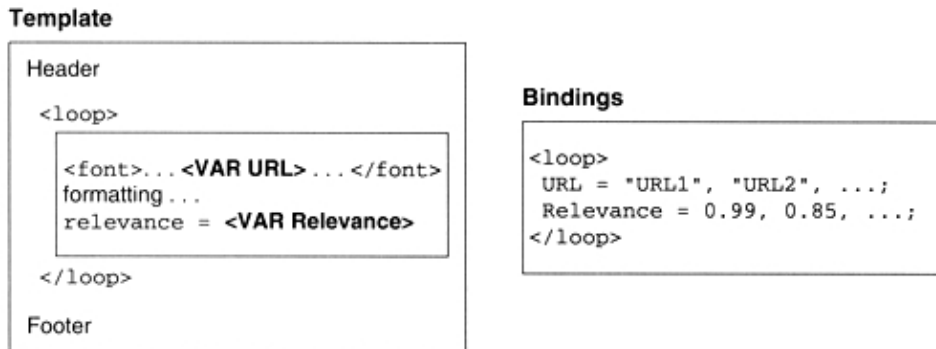 Template
Header
<loop>
<font>...<VAR URL>...</font>
formatting...
relevance = <VAR Relevance>
</loop>
Footer
Bindings
<loop>
URL = "URL1", "URL2", ...;
Relevance = 0.99, 0.85, ...;
</loop>